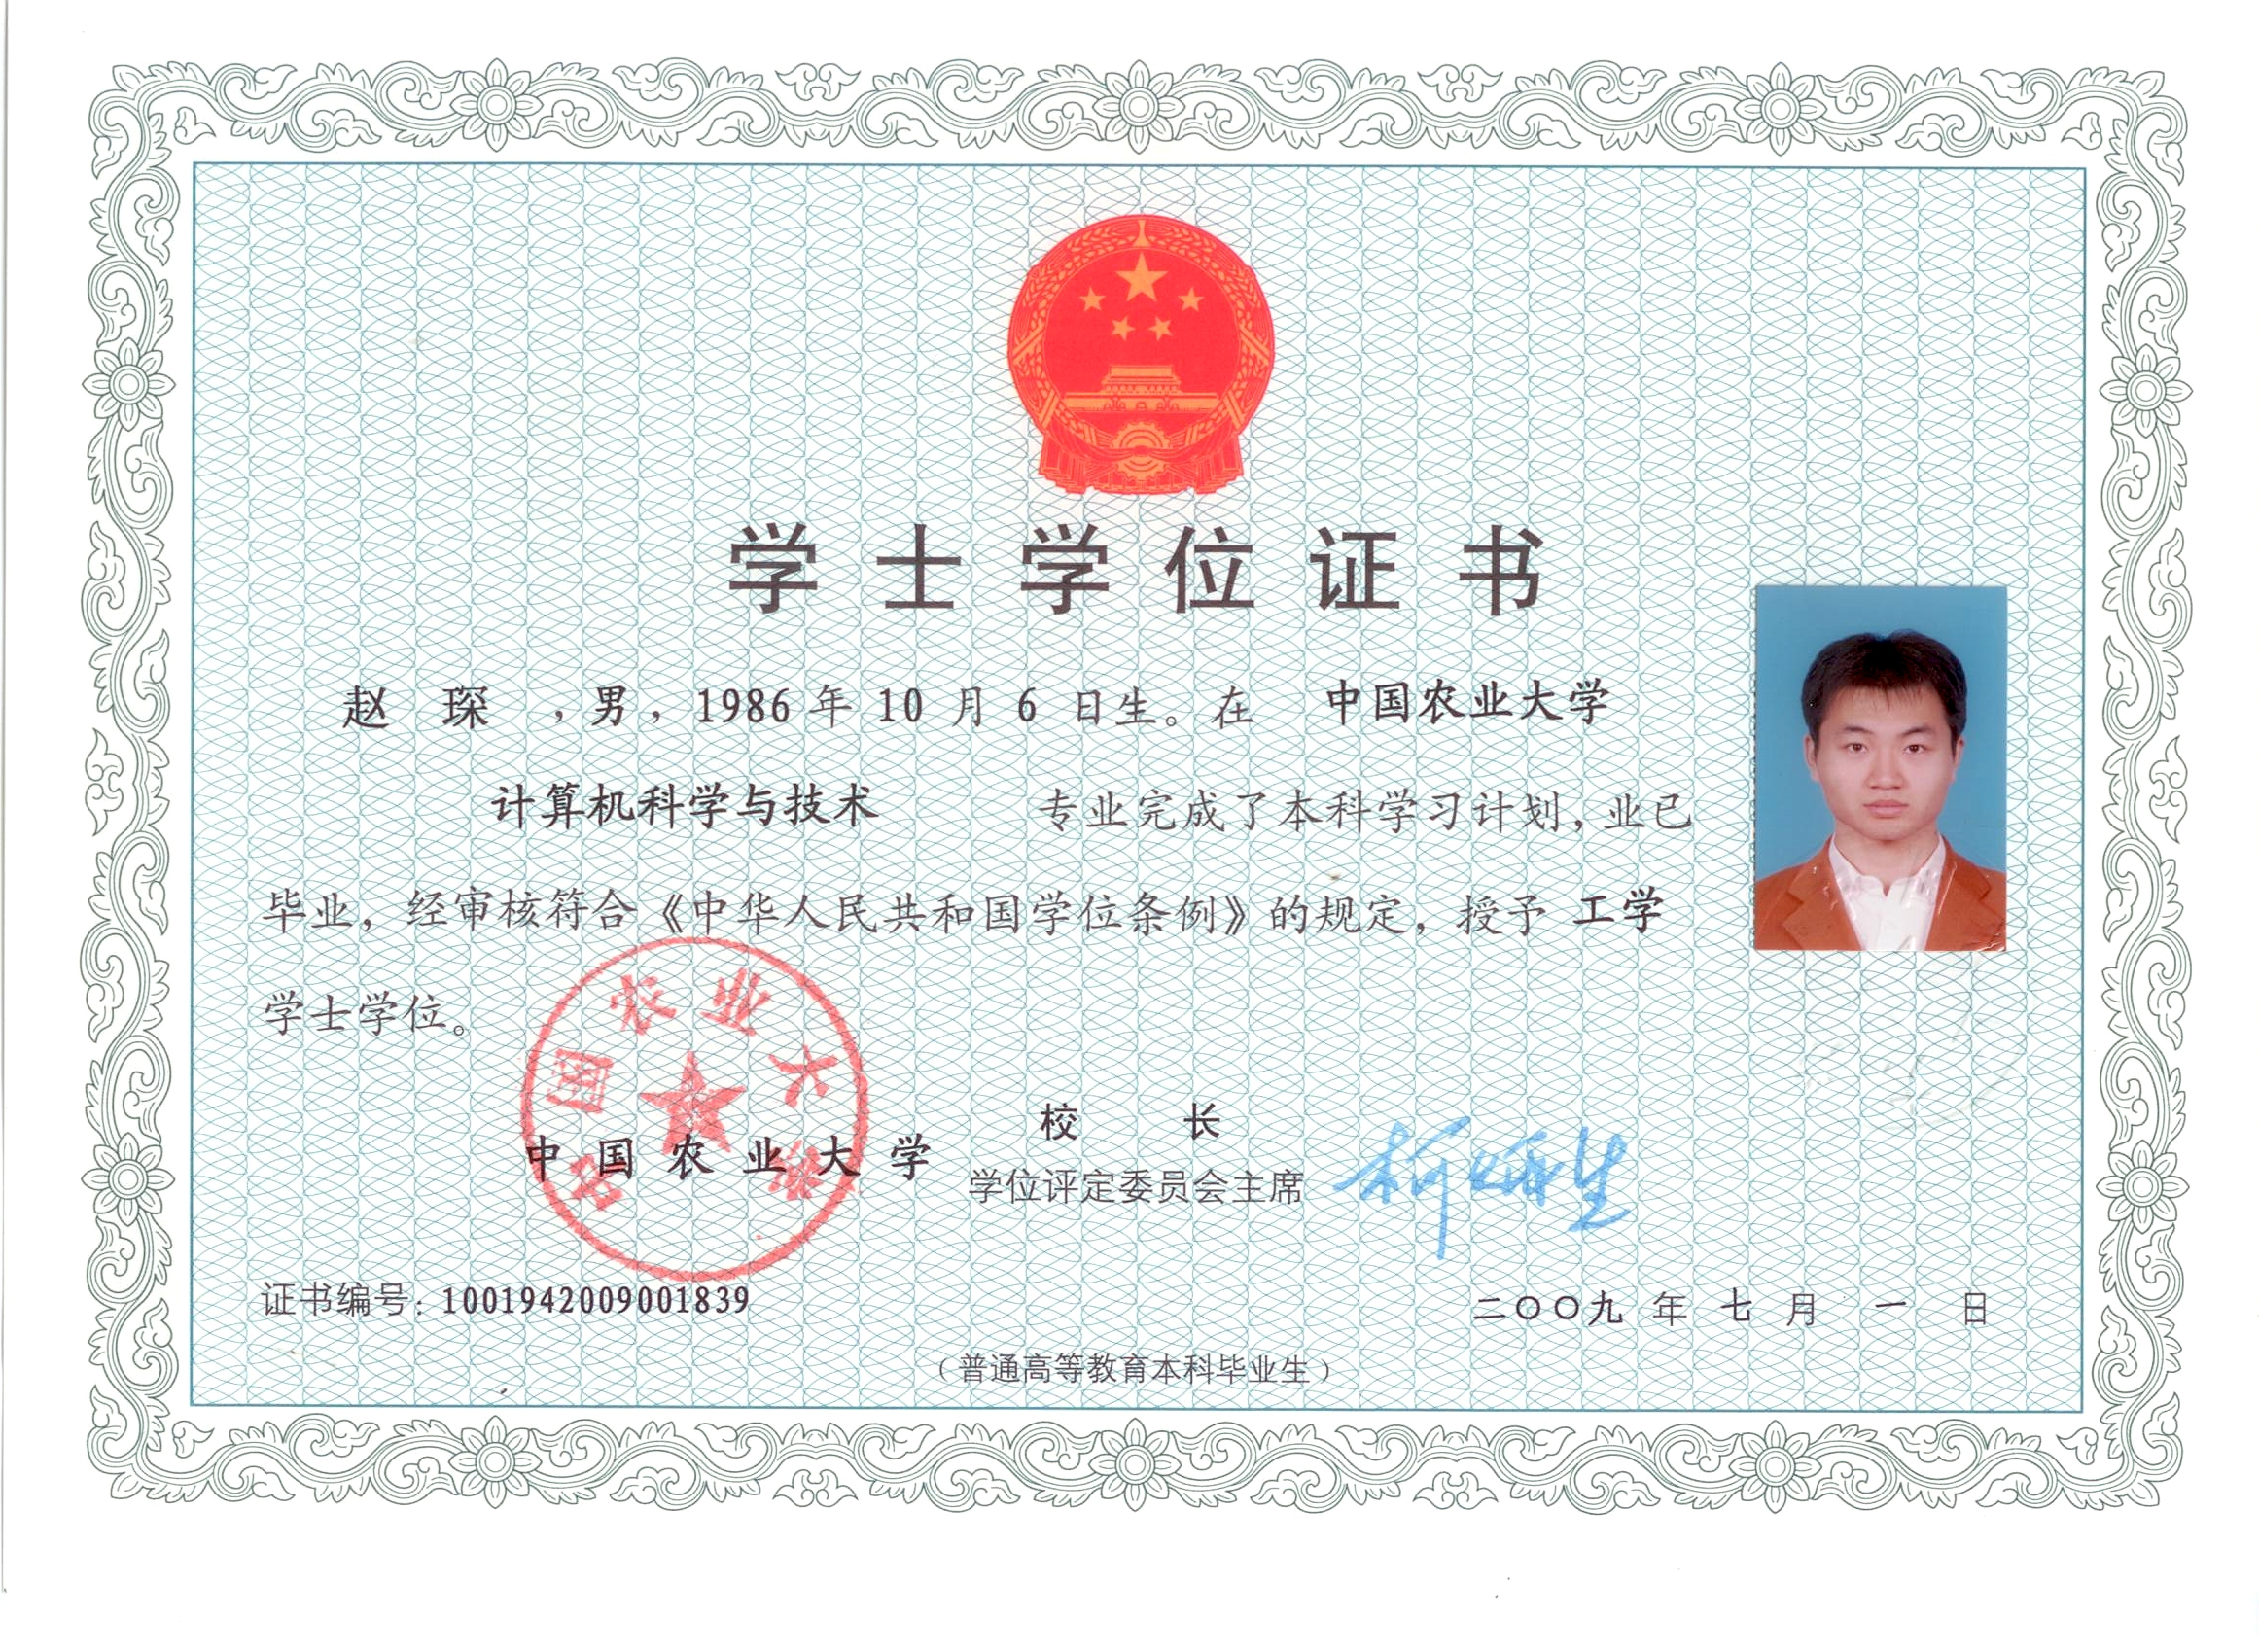 学士学位证书
赵 琛 ，男，1986 年 10 月 6 日生。在 中国农业大学
计算机科学与技术 专业完成了本科学习计划，业已
毕业，经审核符合《中华人民共和国学位条例》的规定，授予 工学
学士学位。
中国农业大学
中国农业大学
校 长
学位评定委员会主席
柯炳生
证书编号：1001942009001839
二〇〇九 年 七 月 一 日
（普通高等教育本科毕业生）